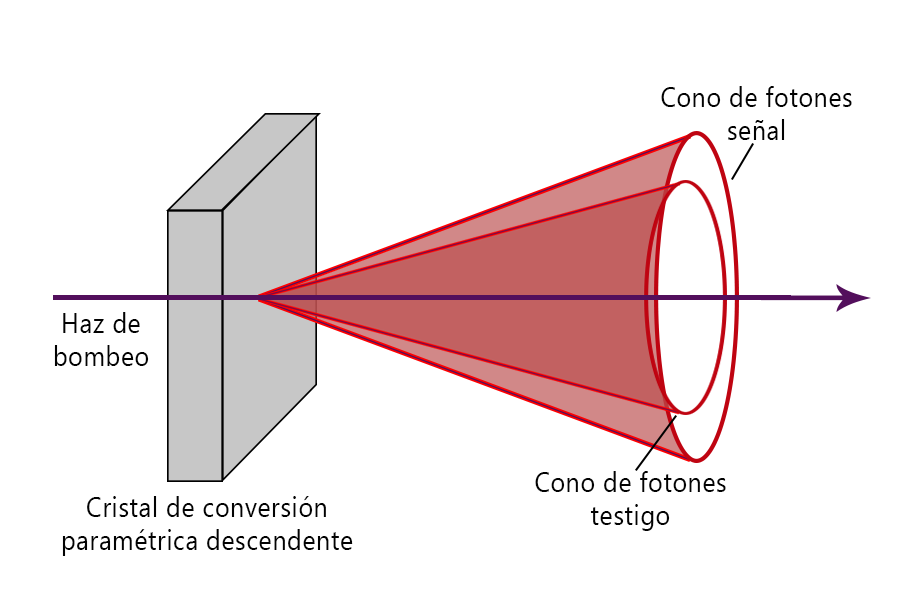 Cono de fotones
señal
Haz de
bombeo
Cono de fotones
testigo
Cristal de conversión
paramétrica descendente